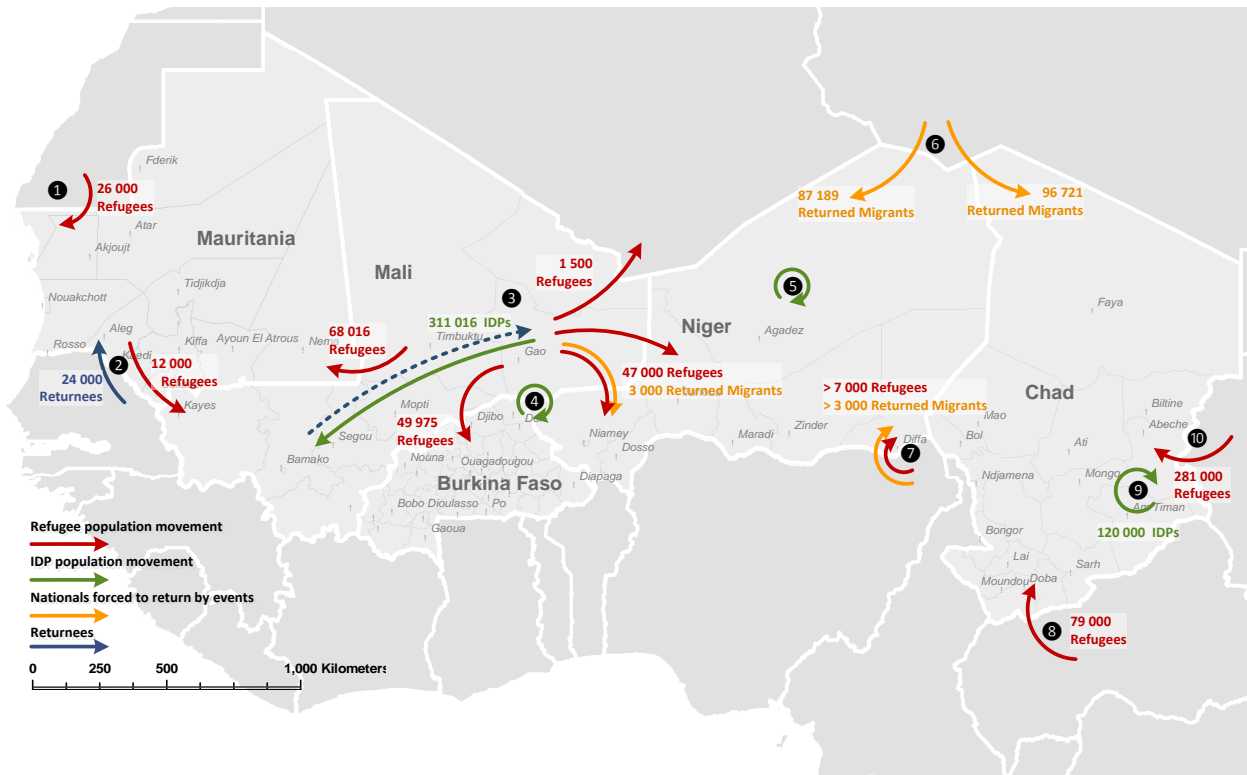 6
1
26 000
Refugees
Fderik
Atar
Akjoujt
Mauritania
Tidjikdja
Nouakchott
Aleg
Rosso
Kaedi
Kiffa
Ayoun El Atrous
Nema
2
24 000
Returnees
12 000
Refugees
Kayes
87 189
Returned Migrants
96 721
Returned Migrants
Mali
3
1 500
Refugees
311 016 IDPs
68 016
Refugees
Timbuktu
Gao
47 000 Refugees
3 000 Returned Migrants
4
Mopti
Djibo
49 975
Refugees
Segou
Bamako
Nouna
Ouagadougou
Burkina Faso
Bobo Dioulasso
Po
Gaoua
Diapaga
Niamey
Dosso
5
Agadez
Niger
Maradi
Zinder
> 7 000 Refugees
> 3 000 Returned Migrants
Diffa
7
Faya
Chad
Mao
Bol
Ati
Biltine
Abeche
10
Ndjamena
Mongo
9
281 000
Refugees
Am Timan
120 000 IDPs
Bongor
Lai
Sarh
Moundou
Doba
8
79 000
Refugees
Refugee population movement
IDP population movement
Nationals forced to return by events
Returnees
0 250 500 1,000 Kilometers